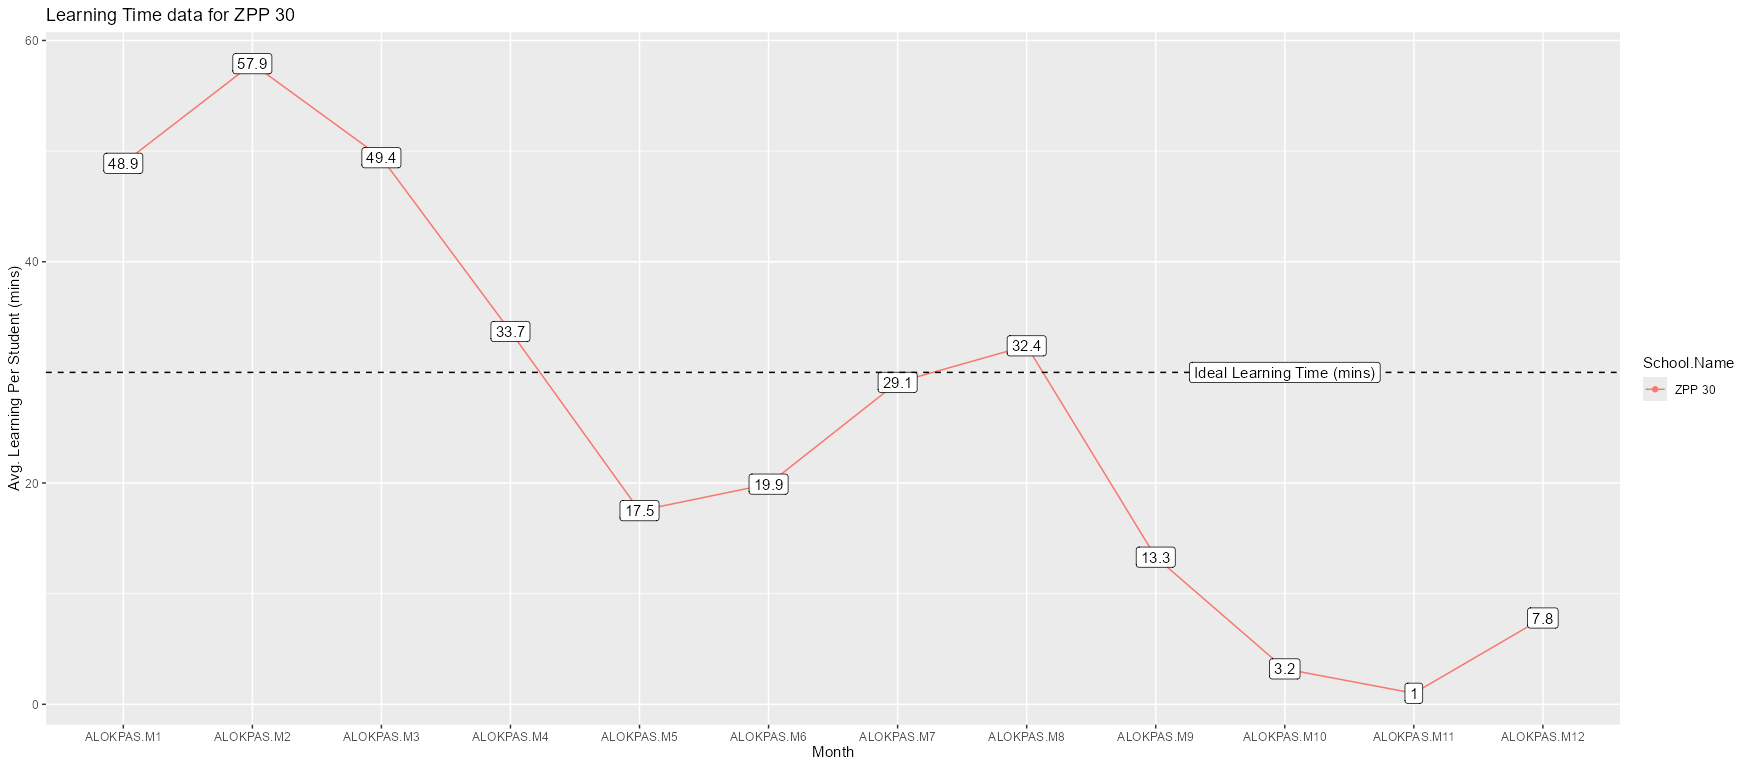 Learning Time data for ZPP 30
Avg. Learning Per Student (mins)
60
40
20
0
48.9
57.9
49.4
33.7
17.5
19.9
29.1
32.4
13.3
3.2
1
7.8
Ideal Learning Time (mins)
ALOKPAS.M1 ALOKPAS.M2 ALOKPAS.M3 ALOKPAS.M4 ALOKPAS.M5 ALOKPAS.M6 ALOKPAS.M7 ALOKPAS.M8 ALOKPAS.M9 ALOKPAS.M10 ALOKPAS.M11 ALOKPAS.M12
Month
School.Name
ZPP 30